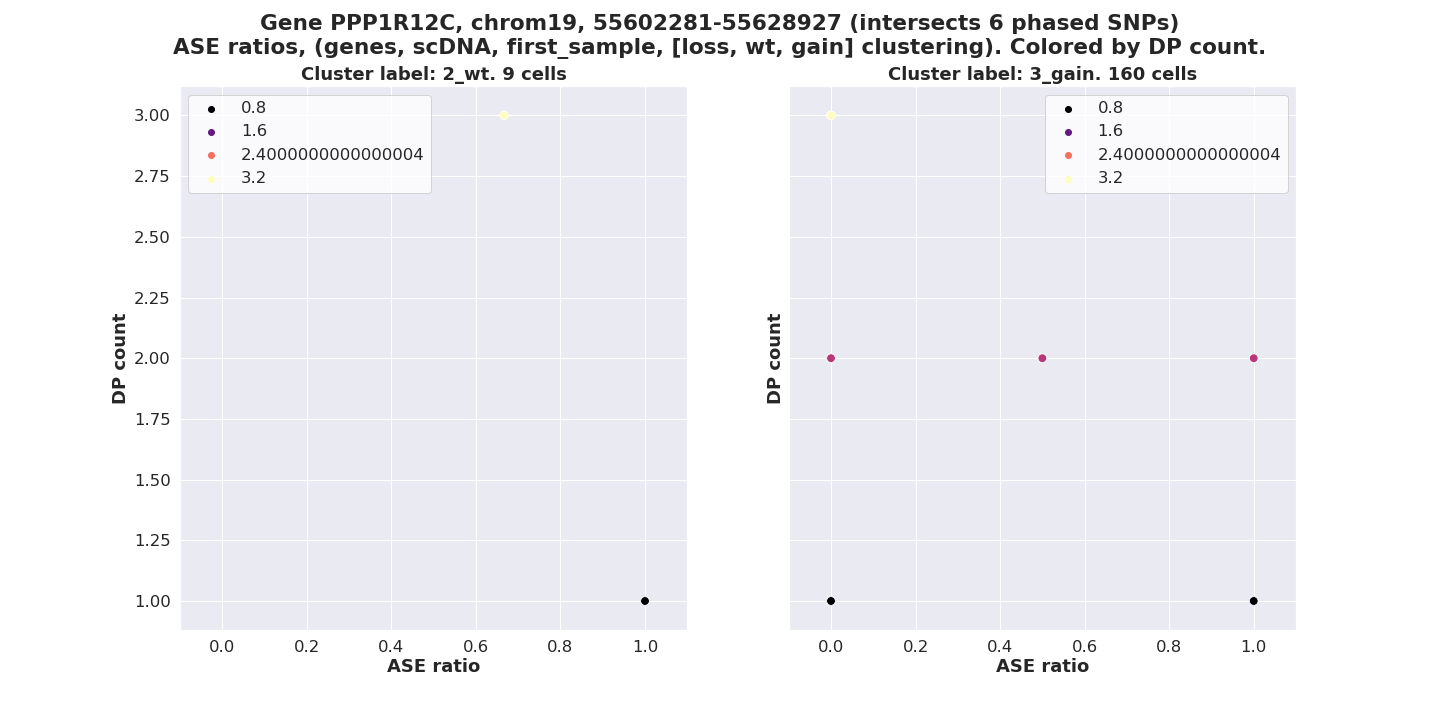 Gene PPP1R12C, chrom19, 55602281-55628927 (intersects 6 phased SNPs)
ASE ratios, (genes, scDNA, first_sample, [loss, wt, gain] clustering). Colored by DP count.
Cluster label: 2_wt. 9 cells
0.8
1.6
2.4000000000000004
3.2
3.00
2.75
2.50
2.25
2.00
1.75
1.50
1.25
1.00
DP count
0.0 0.2 0.4 0.6 0.8 1.0
ASE ratio
Cluster label: 3_gain. 160 cells
0.8
1.6
2.4000000000000004
3.2
DP count
0.0 0.2 0.4 0.6 0.8 1.0
ASE ratio